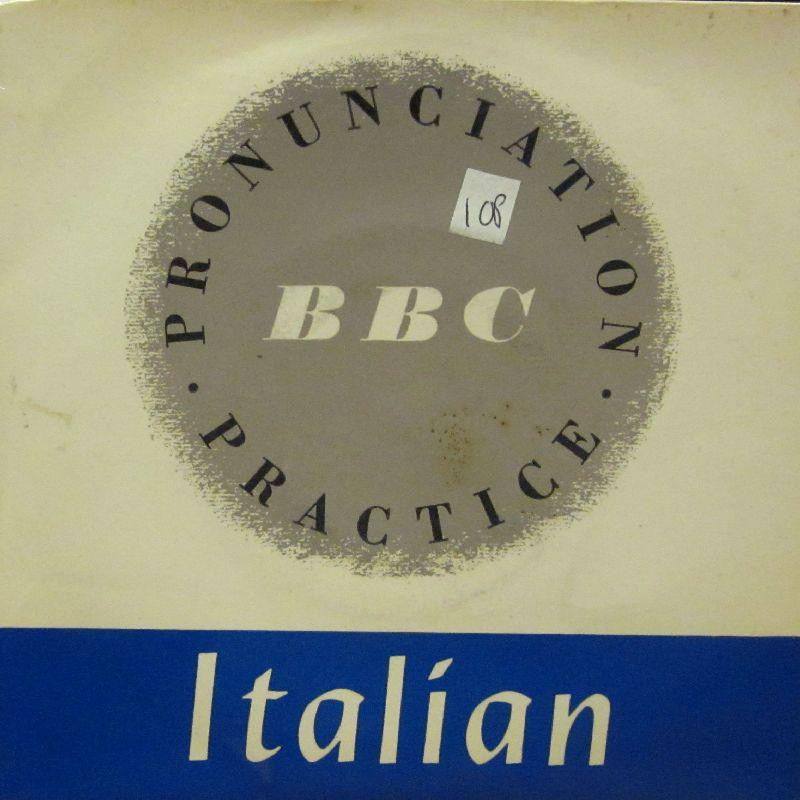 PRONUNCIATION
108
BBC
· PRACTICE ·
Italian